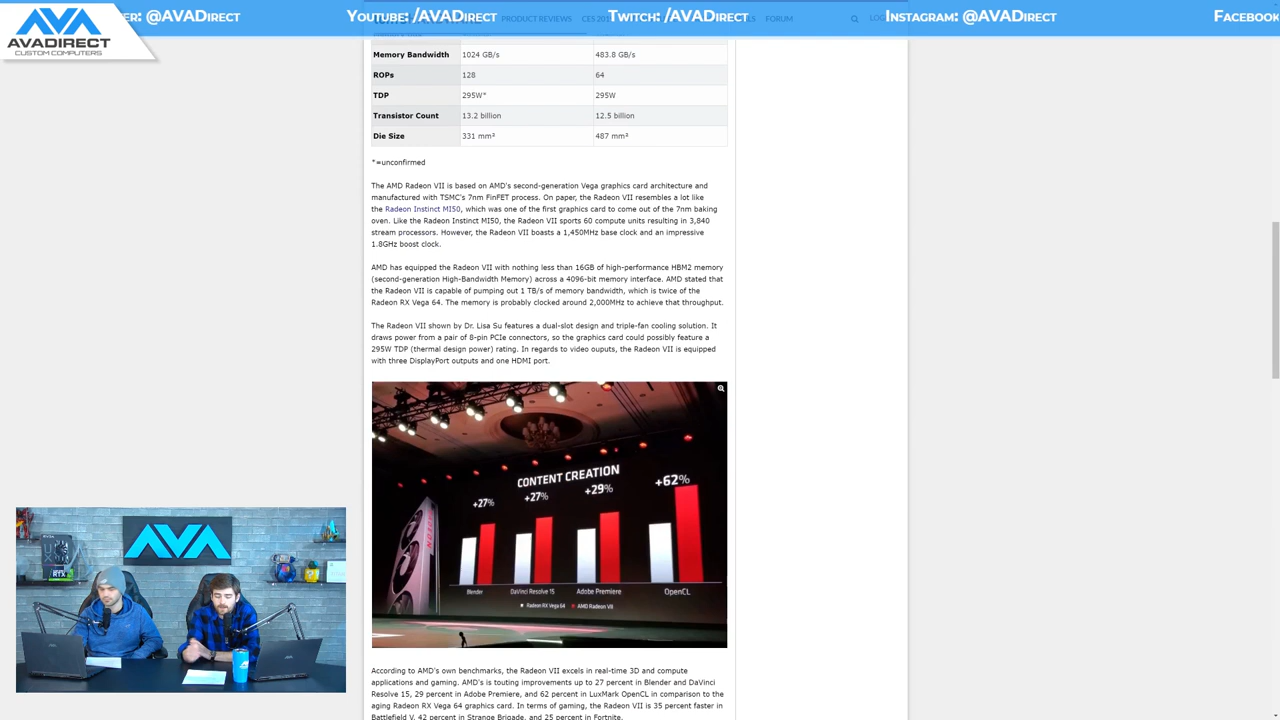 ER: @AVADIRECT
YOUTUBE: /AVADIRECT
TWITCH: /AVADIRECT
INSTAGRAM: @AVADIRECT
FACEBOOK
PRODUCT REVIEWS
FORUM
AVADIRECT
CUSTOM COMPUTERS
Memory Bandwidth 1024 GB/s 483.8 GB/s
ROPs 128 64
TDP 295W* 295W
Transistor Count 13.2 billion 12.5 billion
Die Size 331 mm² 487 mm²
*=unconfirmed
The AMD Radeon VII is based on AMD's second-generation Vega graphics card architecture and
manufactured with TSMC's 7nm FinFET process. On paper, the Radeon VII resembles a lot like
the Radeon Instinct MI50, which was one of the first graphics card to come out of the 7nm baking
oven. Like the Radeon Instinct MI50, the Radeon VII sports 60 compute units resulting in 3,840
stream processors. However, the Radeon VII boasts a 1,450MHz base clock and an impressive
1.8GHz boost clock.
AMD has equipped the Radeon VII with nothing less than 16GB of high-performance HBM2 memory
(second-generation High-Bandwidth Memory) across a 4096-bit memory interface. AMD stated that
the Radeon VII is capable of pumping out 1 TB/s of memory bandwidth, which is twice of the
Radeon RX Vega 64. The memory is probably clocked around 2,000MHz to achieve that throughput.
The Radeon VII shown by Dr. Lisa Su features a dual-slot design and triple-fan cooling solution. It
draws power from a pair of 8-pin PCIe connectors, so the graphics card could possibly feature a
295W TDP (thermal design power) rating. In regards to video ouputs, the Radeon VII is equipped
with three DisplayPort outputs and one HDMI port.
CONTENT CREATION
+27% +27% +29% +62%
Blender DaVinci Resolve 15 Adobe Premiere OpenCL
Radeon RX Vega 64 AMD Radeon VII
According to AMD's own benchmarks, the Radeon VII excels in real-time 3D and compute
applications and gaming. AMD's is touting improvements up to 27 percent in Blender and DaVinci
Resolve 15, 29 percent in Adobe Premiere, and 62 percent in LuxMark OpenCL in comparison to the
aging Radeon RX Vega 64 graphics card. In terms of gaming, the Radeon VII is 35 percent faster in
Battlefield V, 42 percent in Strange Brigade, and 25 percent in Fortnite.